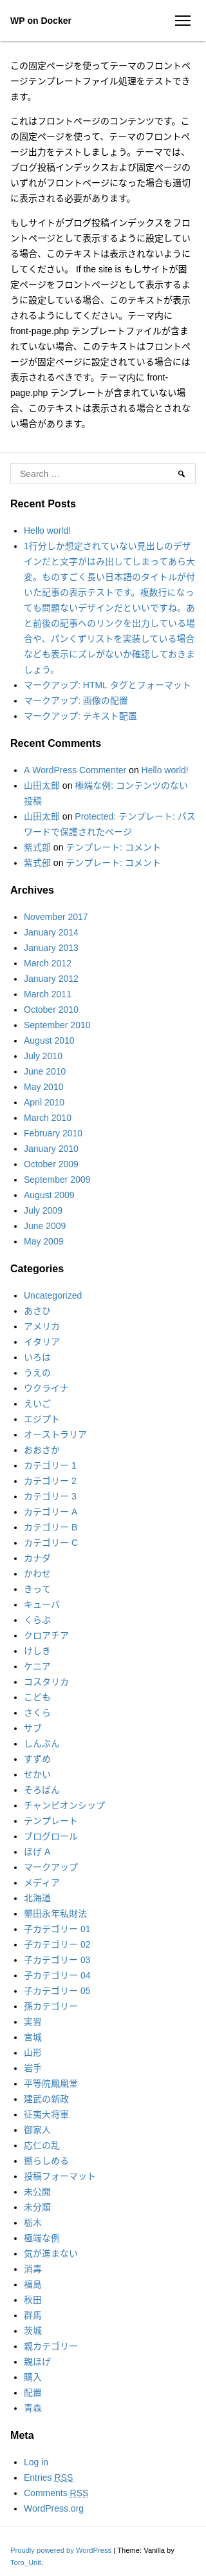 WP on Docker
この固定ページを使ってテーマのフロントペ
ージテンプレートファイル処理をテストでき
ます。
これはフロントページのコンテンツです。こ
の固定ページを使って、テーマのフロントペ
ージ出力をテストしましょう。テーマでは、
ブログ投稿インデックスおよび固定ページの
いずれがフロントページになった場合も適切
に表示される必要があります。
もしサイトがブログ投稿インデックスをフロ
ントページとして表示するように設定している
場合、このテキストは表示されないように
してください。 If the site is もしサイトが固
定ページをフロントページとして表示するよ
うに設定している場合、このテキストが表示
されるようにしてください。テーマ内に
front-page.php テンプレートファイルが含ま
れていない場合、このテキストはフロントペ
ージが固定ページに設定されている場合には
表示されるべきです。テーマ内に front-
page.php テンプレートが含まれていない場
合、このテキストは表示される場合とされな
い場合があります。
Search …
Recent Posts
Hello world!
1行分しか想定されていない見出しのデザ
インだと文字がはみ出してしまってあら大
変。ものすごく長い日本語のタイトルが付
いた記事の表示テストです。複数行になっ
ても問題ないデザインだといいですね。あ
と前後の記事へのリンクを出力している場
合や、パンくずリストを実装している場合
なども表示にズレがないか確認しておきま
しょう。
マークアップ: HTML タグとフォーマット
マークアップ: 画像の配置
マークアップ: テキスト配置
Recent Comments
A WordPress Commenter on Hello world!
山田太郎 on 極端な例: コンテンツのない
投稿
山田太郎 on Protected: テンプレート: パス
ワードで保護されたページ
紫式部 on テンプレート: コメント
紫式部 on テンプレート: コメント
Archives
November 2017
January 2014
January 2013
March 2012
January 2012
March 2011
October 2010
September 2010
August 2010
July 2010
June 2010
May 2010
April 2010
March 2010
February 2010
January 2010
October 2009
September 2009
August 2009
July 2009
June 2009
May 2009
Categories
Uncategorized
あさひ
アメリカ
イタリア
いろは
うえの
ウクライナ
えいご
エジプト
オーストラリア
おおさか
カテゴリー 1
カテゴリー 2
カテゴリー 3
カテゴリー A
カテゴリー B
カテゴリー C
カナダ
かわせ
きって
キューバ
くらぶ
クロアチア
けしき
ケニア
コスタリカ
こども
さくら
サブ
しんぶん
すずめ
せかい
そろばん
チャンピオンシップ
テンプレート
ブログロール
ほげ A
マークアップ
メディア
北海道
墾田永年私財法
子カテゴリー 01
子カテゴリー 02
子カテゴリー 03
子カテゴリー 04
子カテゴリー 05
孫カテゴリー
実習
宮城
山形
岩手
平等院鳳凰堂
建武の新政
征夷大将軍
御家人
応仁の乱
懲らしめる
投稿フォーマット
未公開
未分類
栃木
極端な例
気が進まない
消毒
福島
秋田
群馬
茨城
親カテゴリー
親ほげ
購入
配置
青森
Meta
Log in
Entries RSS
Comments RSS
WordPress.org
Proudly powered by WordPress | Theme: Vanilla by
Toro_Unit.